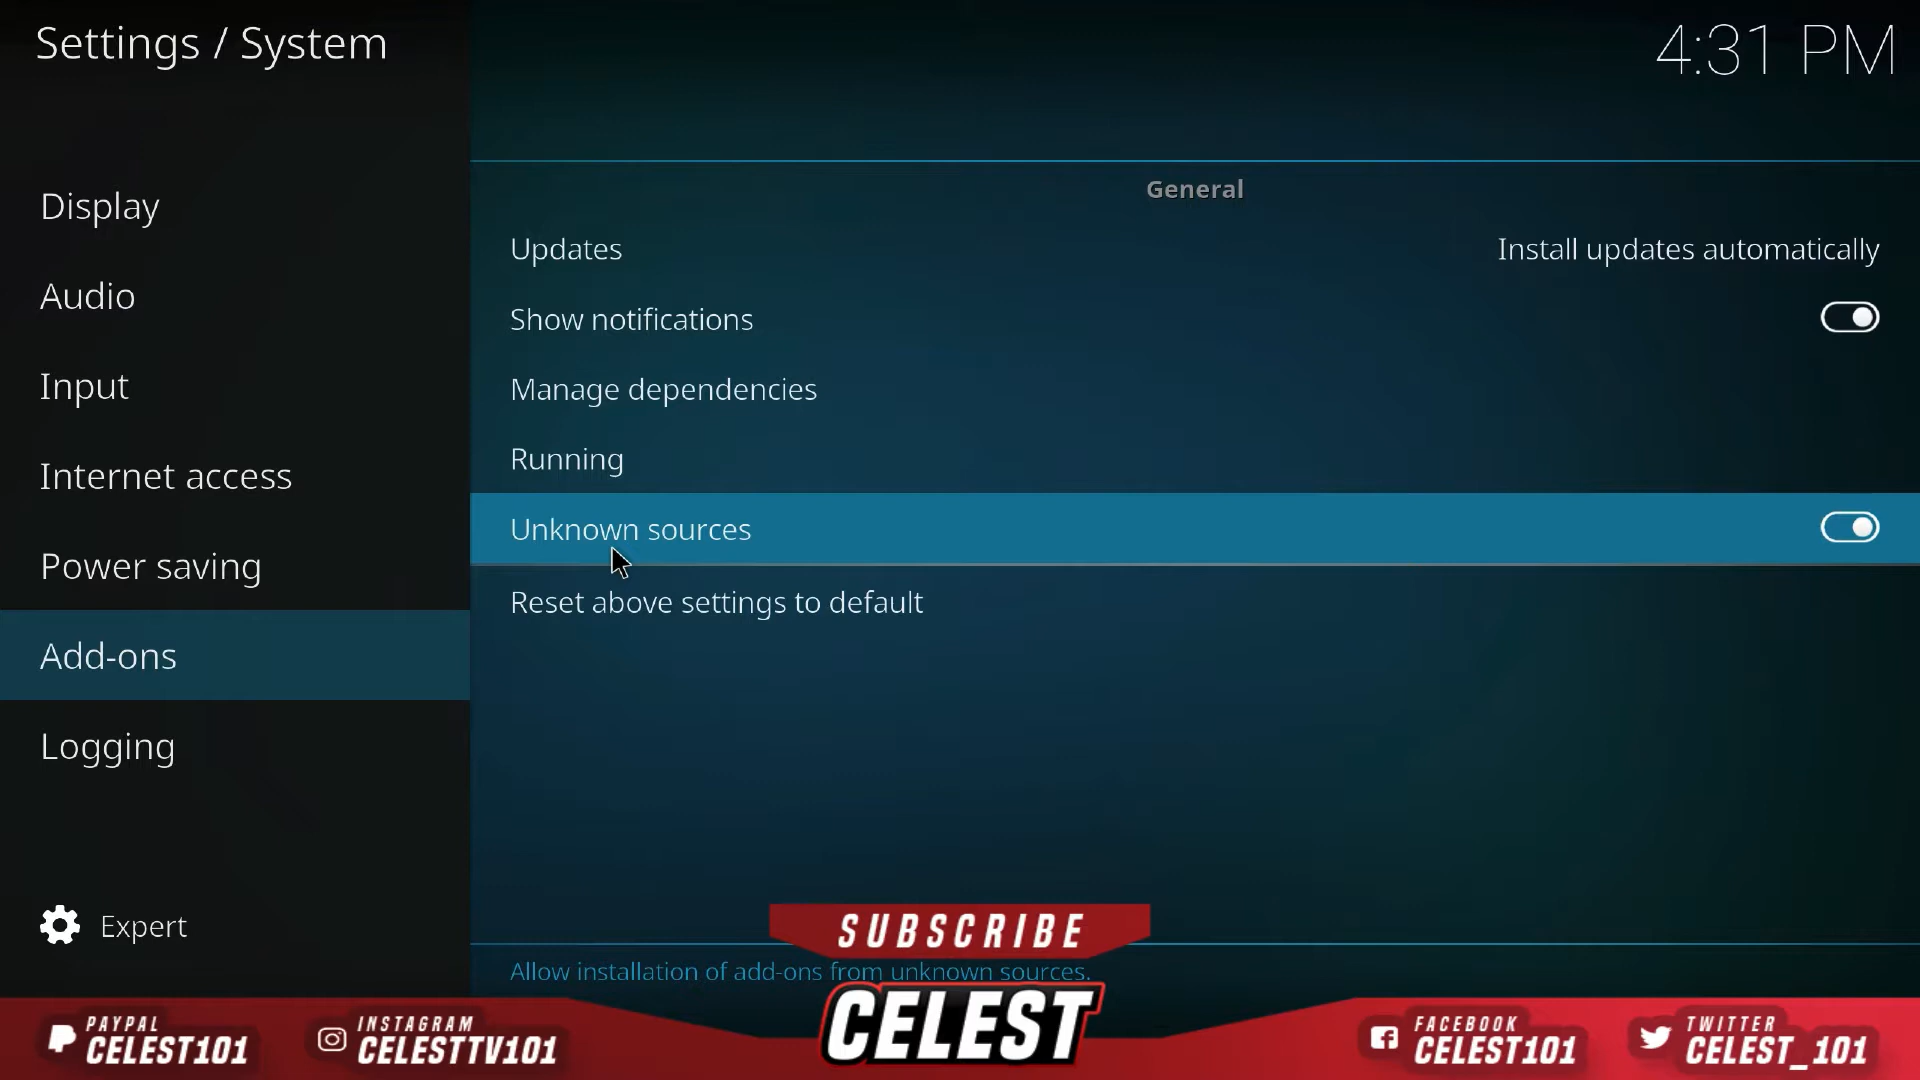 Settings / System
4:31 PM
Display
Audio
Input
Internet access
Power saving
Add-ons
Logging
Expert
General
Updates
Install updates automatically
Show notifications
Manage dependencies
Running
Unknown sources
Reset above settings to default
SUBSCRIBE
Allow installation of add-ons from unknown sources.
CELEST
PAYPAL
CELEST101
INSTAGRAM
CELESTTV101
FACEBOOK
CELEST101
TWITTER
CELEST_101